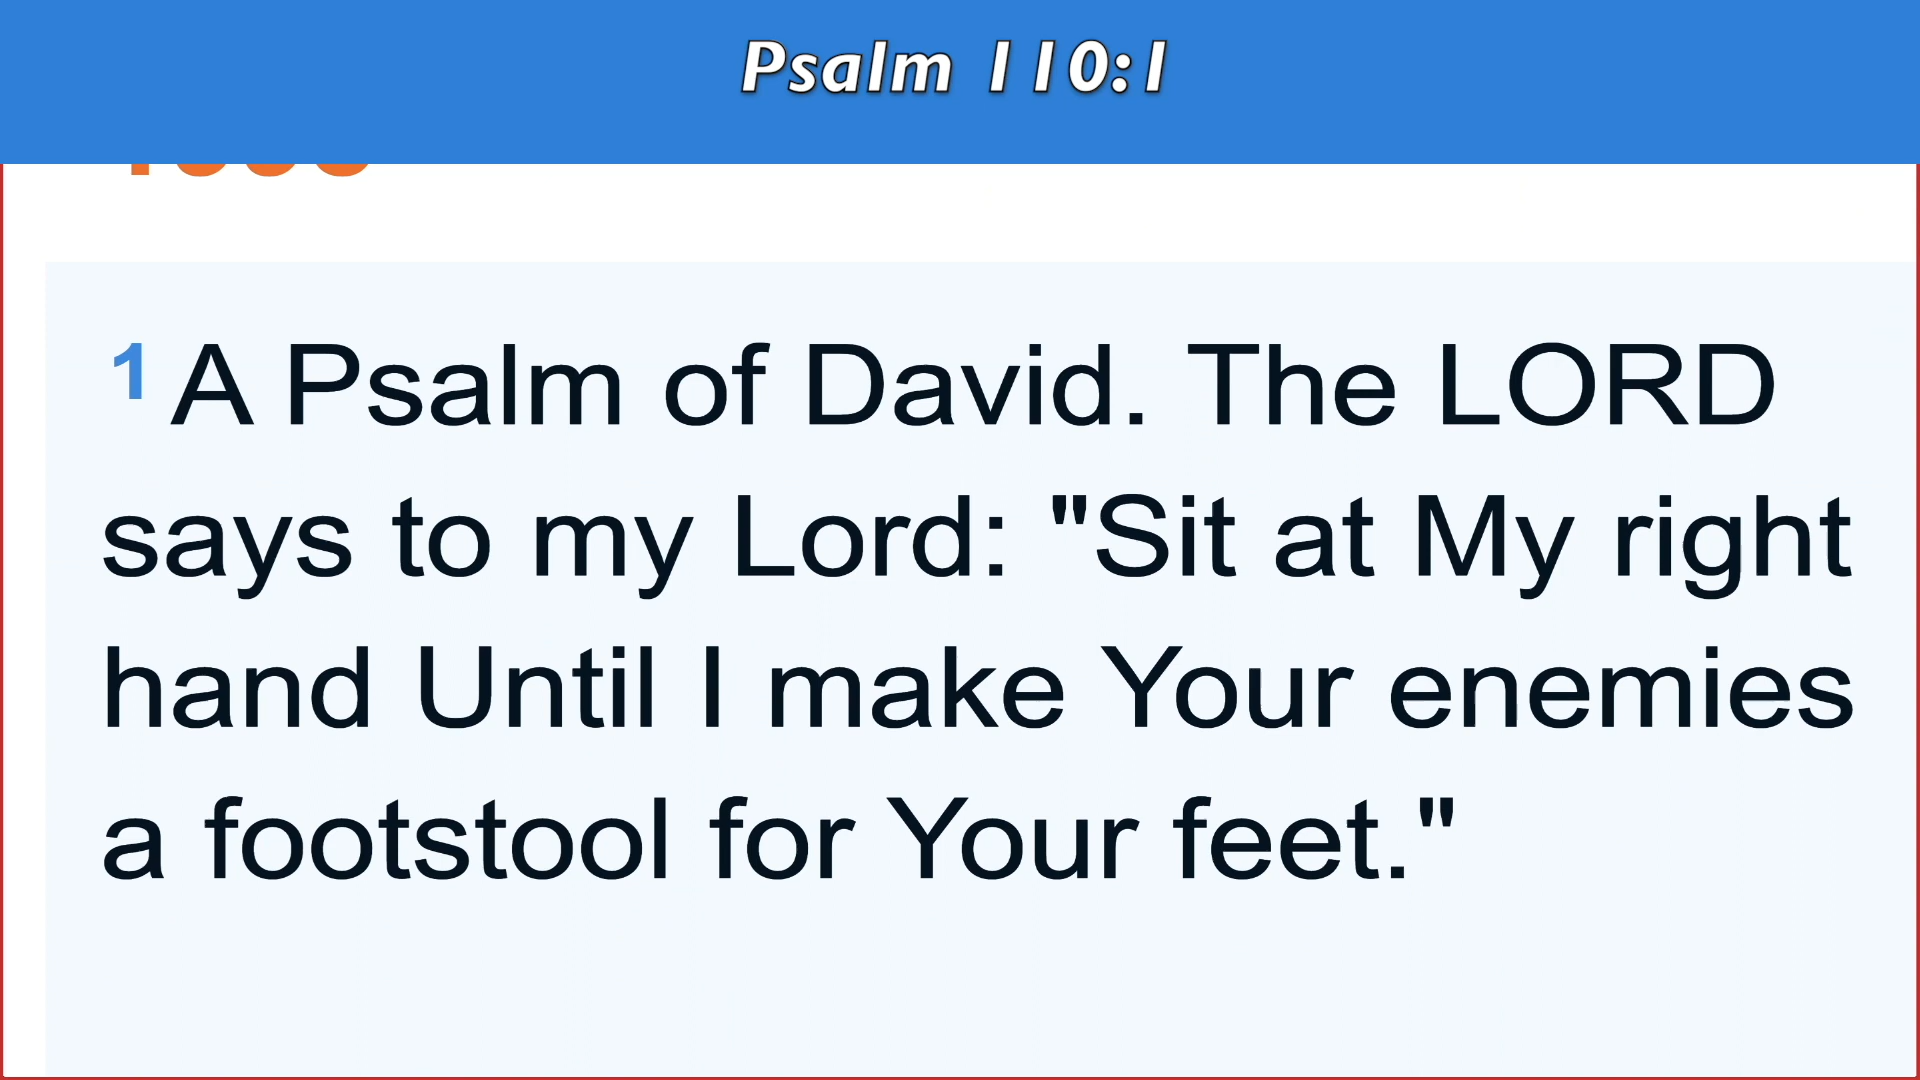 Psalm 110:1
1 A Psalm of David. The LORD
says to my Lord: "Sit at My right
hand Until I make Your enemies
a footstool for Your feet."